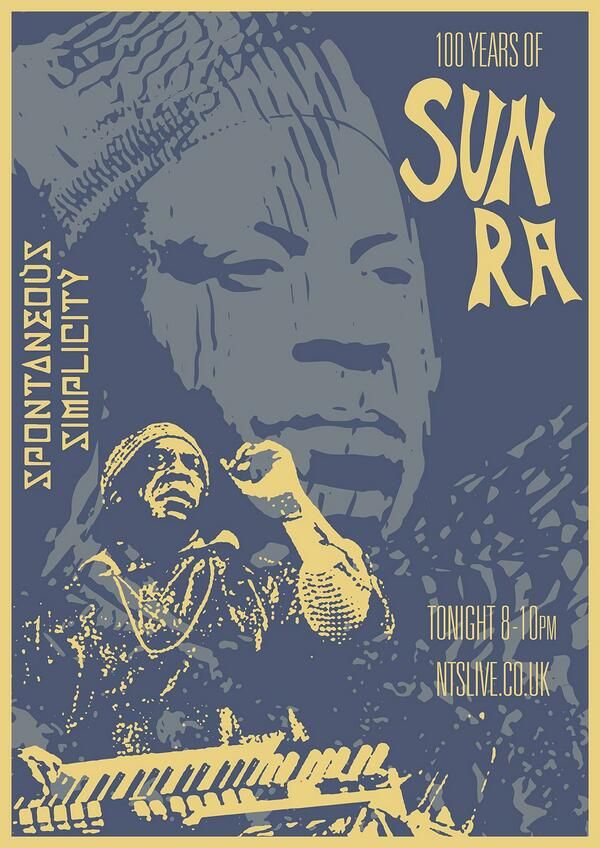 100 YEARS OF
SUN
RA
SPONTANEOUS
SIMPLICITY
TONIGHT 8-10PM
NTSLIVE.CO.UK